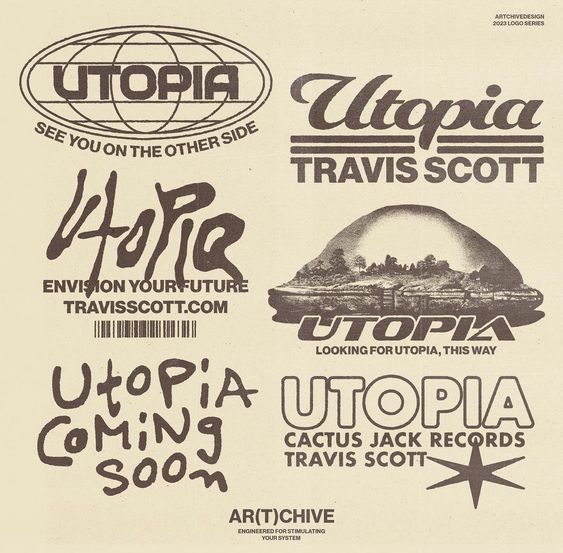 ARTCHIVEDESIGN
2023 LOGO SERIES
UTOPIA
SEE YOU ON THE OTHER SIDE
Utopia
TRAVIS SCOTT
UtoPia
ENVISION YOUR FUTURE
TRAVISSCOTT.COM
UTOPIA
LOOKING FOR UTOPIA, THIS WAY
UtoPiA
CoMiNg
Soon
UTOPIA
CACTUS JACK RECORDS
TRAVIS SCOTT
AR(T)CHIVE
ENGINEERED FOR STIMULATING
YOUR SYSTEM